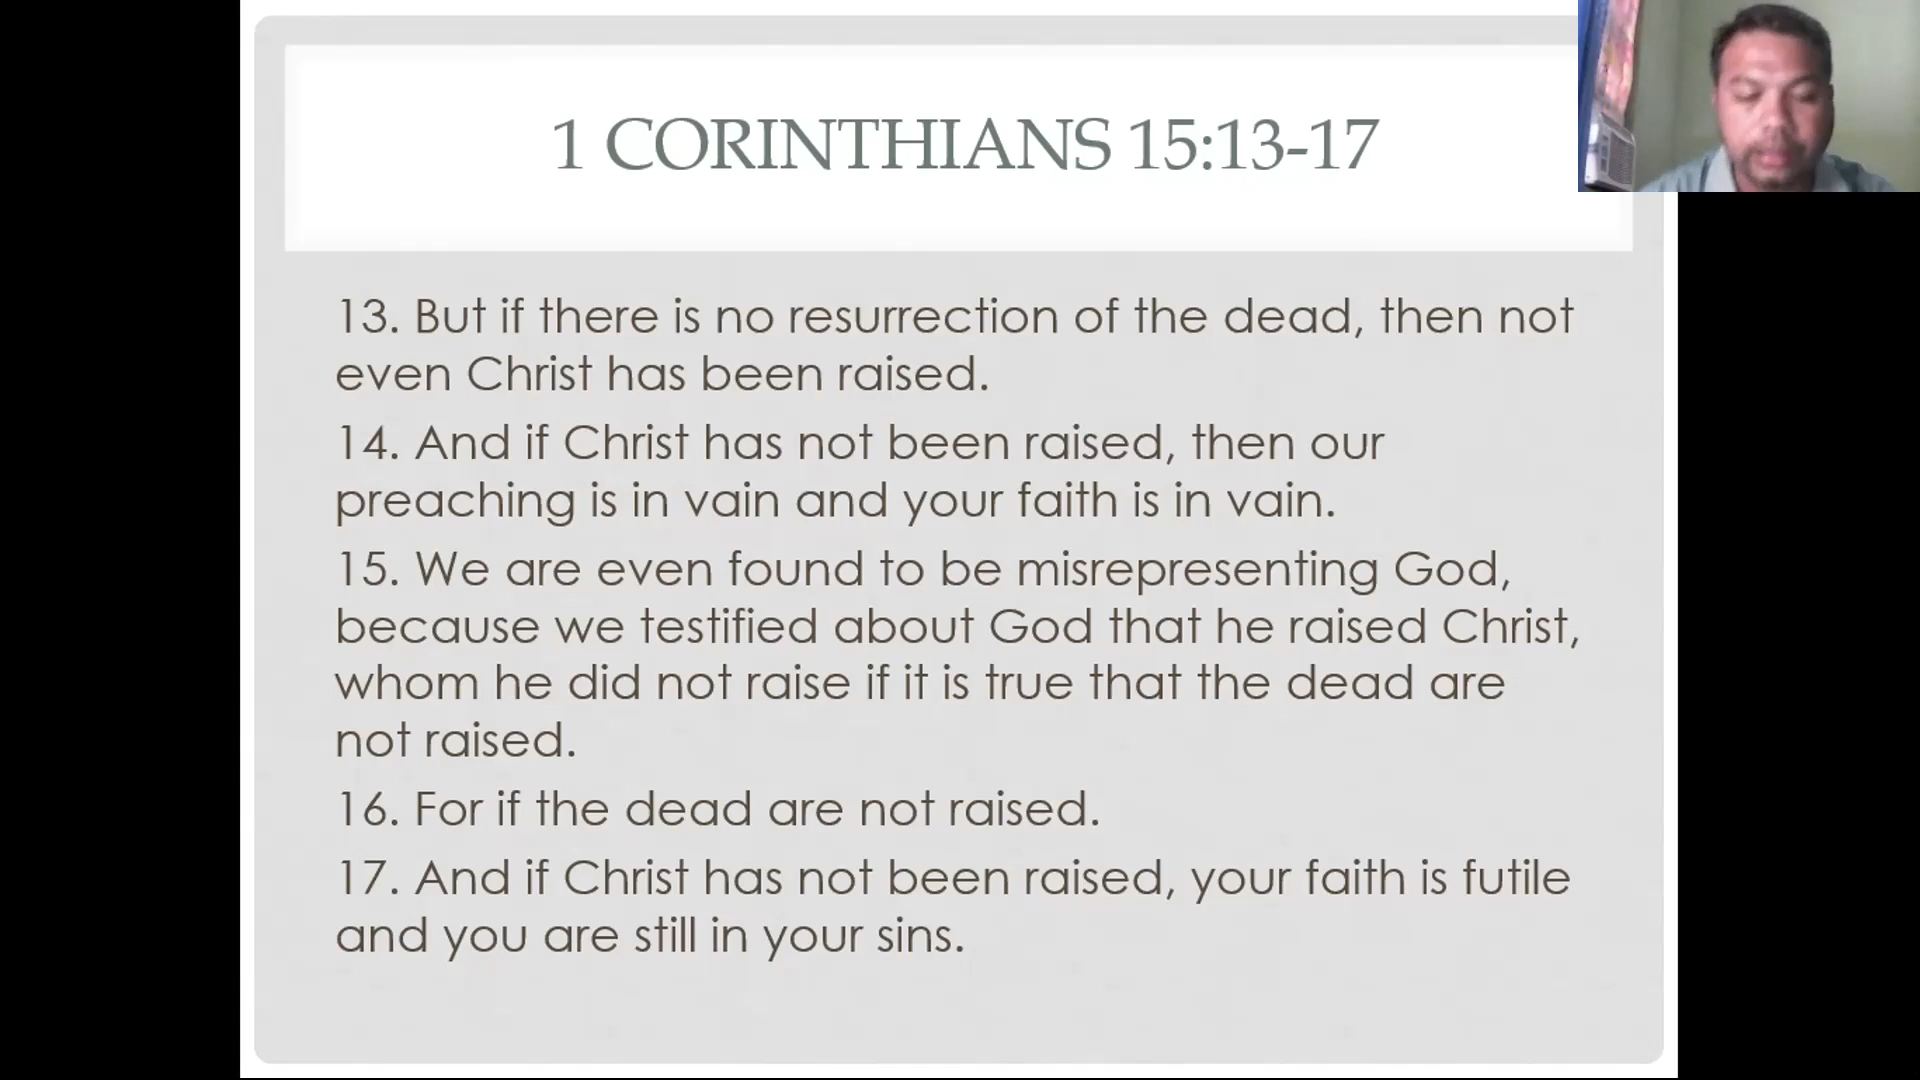 1 CORINTHIANS 15:13-17
13. But if there is no resurrection of the dead, then not
even Christ has been raised.
14. And if Christ has not been raised, then our
preaching is in vain and your faith is in vain.
15. We are even found to be misrepresenting God,
because we testified about God that he raised Christ,
whom he did not raise if it is true that the dead are
not raised.
16. For if the dead are not raised.
17. And if Christ has not been raised, your faith is futile
and you are still in your sins.